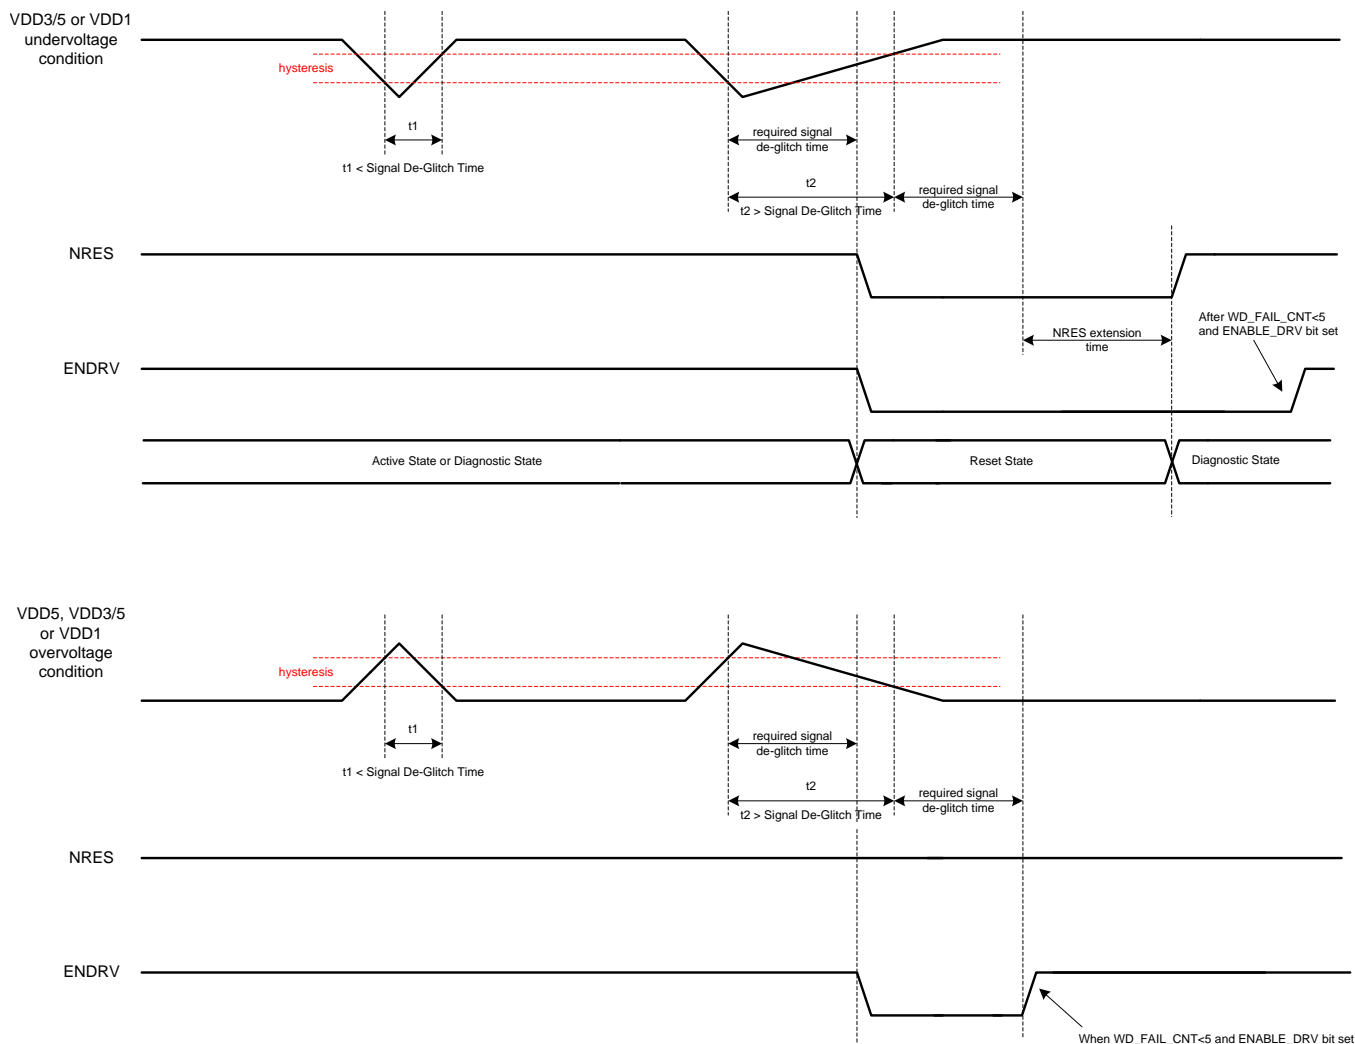 VDD3/5 or VDD1
undervoltage
condition
hysteresis
t1
t1 < Signal De-Glitch Time
required signal
de-glitch time
t2
t2 > Signal De-Glitch Time
required signal
de-glitch time
NRES
After WD_FAIL_CNT<5
and ENABLE_DRV bit set
NRES extension
time
ENDRV
Active State or Diagnostic State
Reset State
Diagnostic State
VDD5, VDD3/5
or VDD1
overvoltage
condition
hysteresis
t1
t1 < Signal De-Glitch Time
required signal
de-glitch time
t2
t2 > Signal De-Glitch Time
required signal
de-glitch time
NRES
ENDRV
When WD_FAIL_CNT<5 and ENABLE_DRV bit set